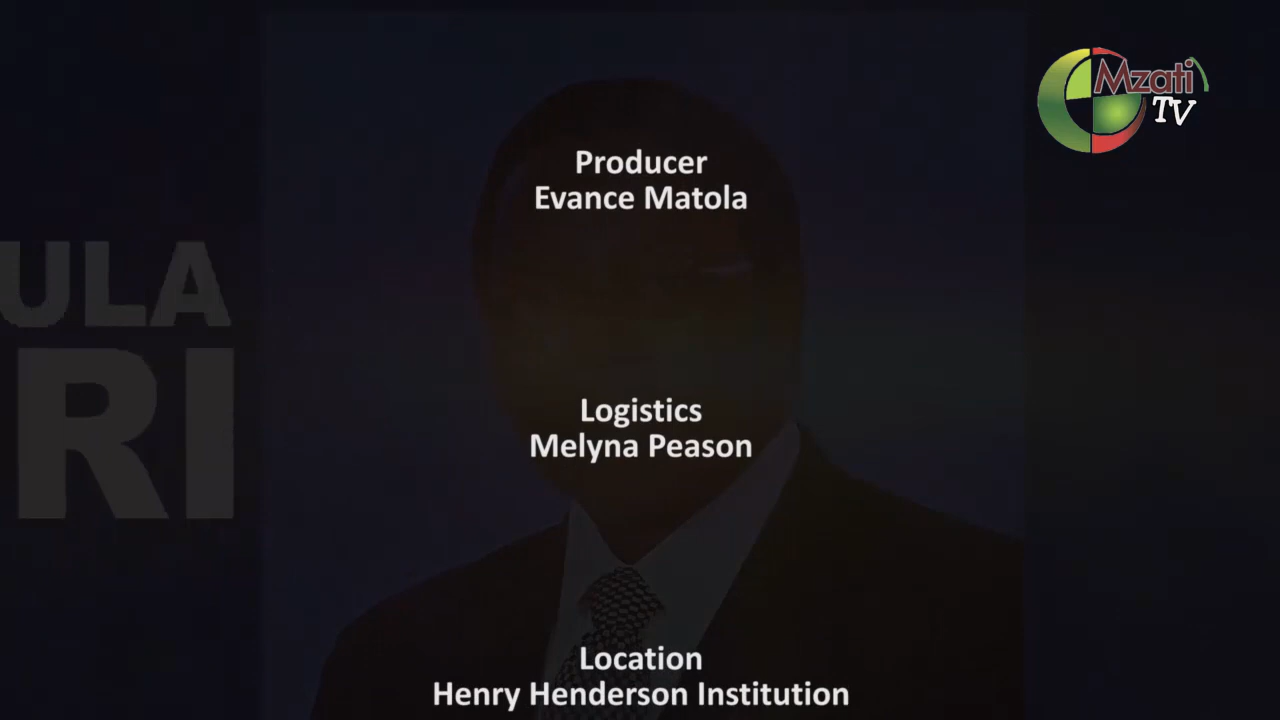 Mzati
TV
Producer
Evance Matola
ULA
RI
Logistics
Melyna Peason
Location
Henry Henderson Institution